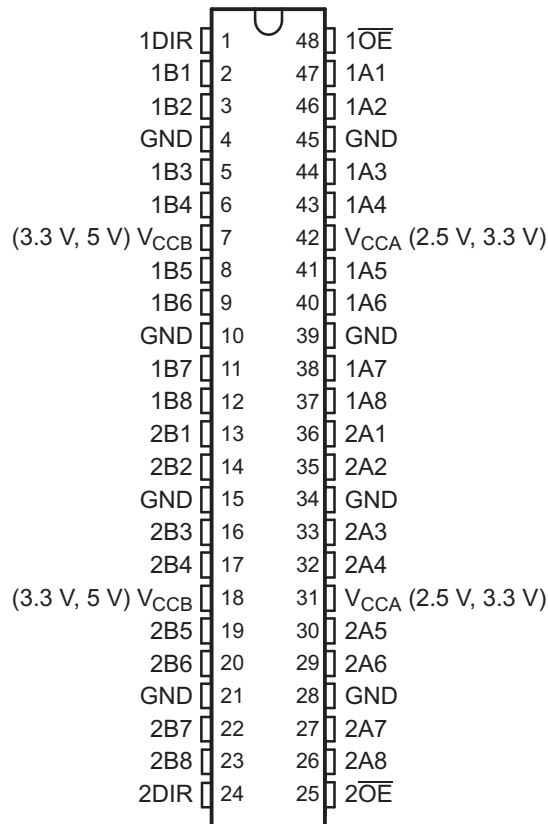 1DIR 1 48 1O̅E̅
1B1 2 47 1A1
1B2 3 46 1A2
GND 4 45 GND
1B3 5 44 1A3
1B4 6 43 1A4
(3.3 V, 5 V) VCCB 7 42 VCCA (2.5 V, 3.3 V)
1B5 8 41 1A5
1B6 9 40 1A6
GND 10 39 GND
1B7 11 38 1A7
1B8 12 37 1A8
2B1 13 36 2A1
2B2 14 35 2A2
GND 15 34 GND
2B3 16 33 2A3
2B4 17 32 2A4
(3.3 V, 5 V) VCCB 18 31 VCCA (2.5 V, 3.3 V)
2B5 19 30 2A5
2B6 20 29 2A6
GND 21 28 GND
2B7 22 27 2A7
2B8 23 26 2A8
2DIR 24 25 2O̅E̅